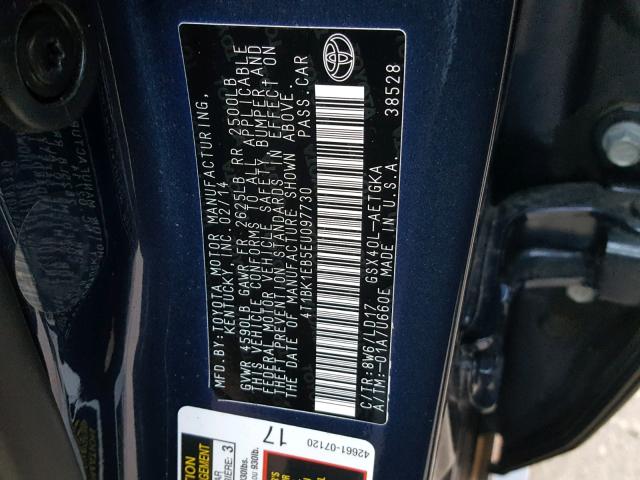 MFD. BY: TOYOTA MOTOR MANUFACTURING,
KENTUCKY, INC. 02/14
GVWR 4590LB GAWR FR 2625LB RR 2500LB
THIS VEHICLE CONFORMS TO ALL APPLICABLE
FEDERAL MOTOR VEHICLE SAFETY, BUMPER, AND
THEFT PREVENTION STANDARDS IN EFFECT ON
THE DATE OF MANUFACTURE SHOWN ABOVE.
4T1BK1EB5EU097730 PASS. CAR
C/TR: 8W6/LD17 GSX40L-AETGKA
A/TM: -01A/U660E MADE IN U.S.A. 38528
TOYOTA
17
42661-07120
3